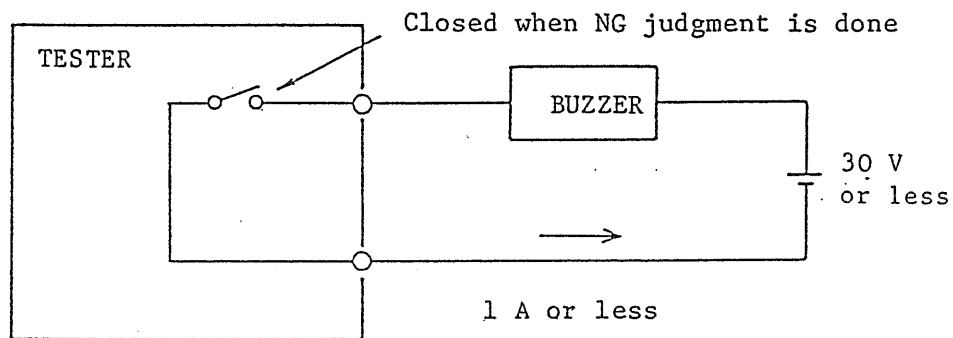 Closed when NG judgment is done
TESTER
BUZZER
30 V
or less
1 A or less